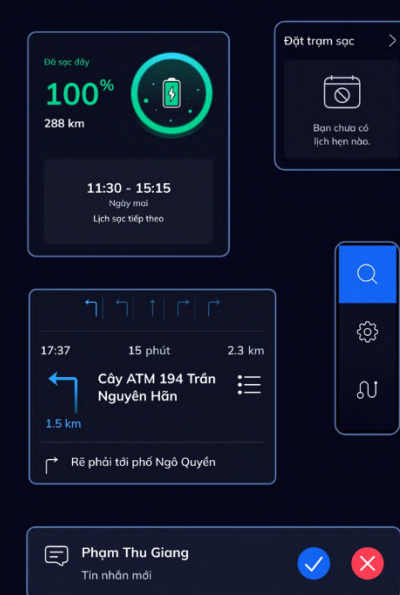 Đã sạc đầy
100%
288 km
11:30 - 15:15
Ngày mai
Lịch sạc tiếp theo
Đặt trạm sạc
Bạn chưa có
lịch hẹn nào.
17:37 15 phút 2.3 km
Cây ATM 194 Trần
Nguyên Hãn
1.5 km
Rẽ phải tới phố Ngô Quyền
Phạm Thu Giang
Tin nhắn mới